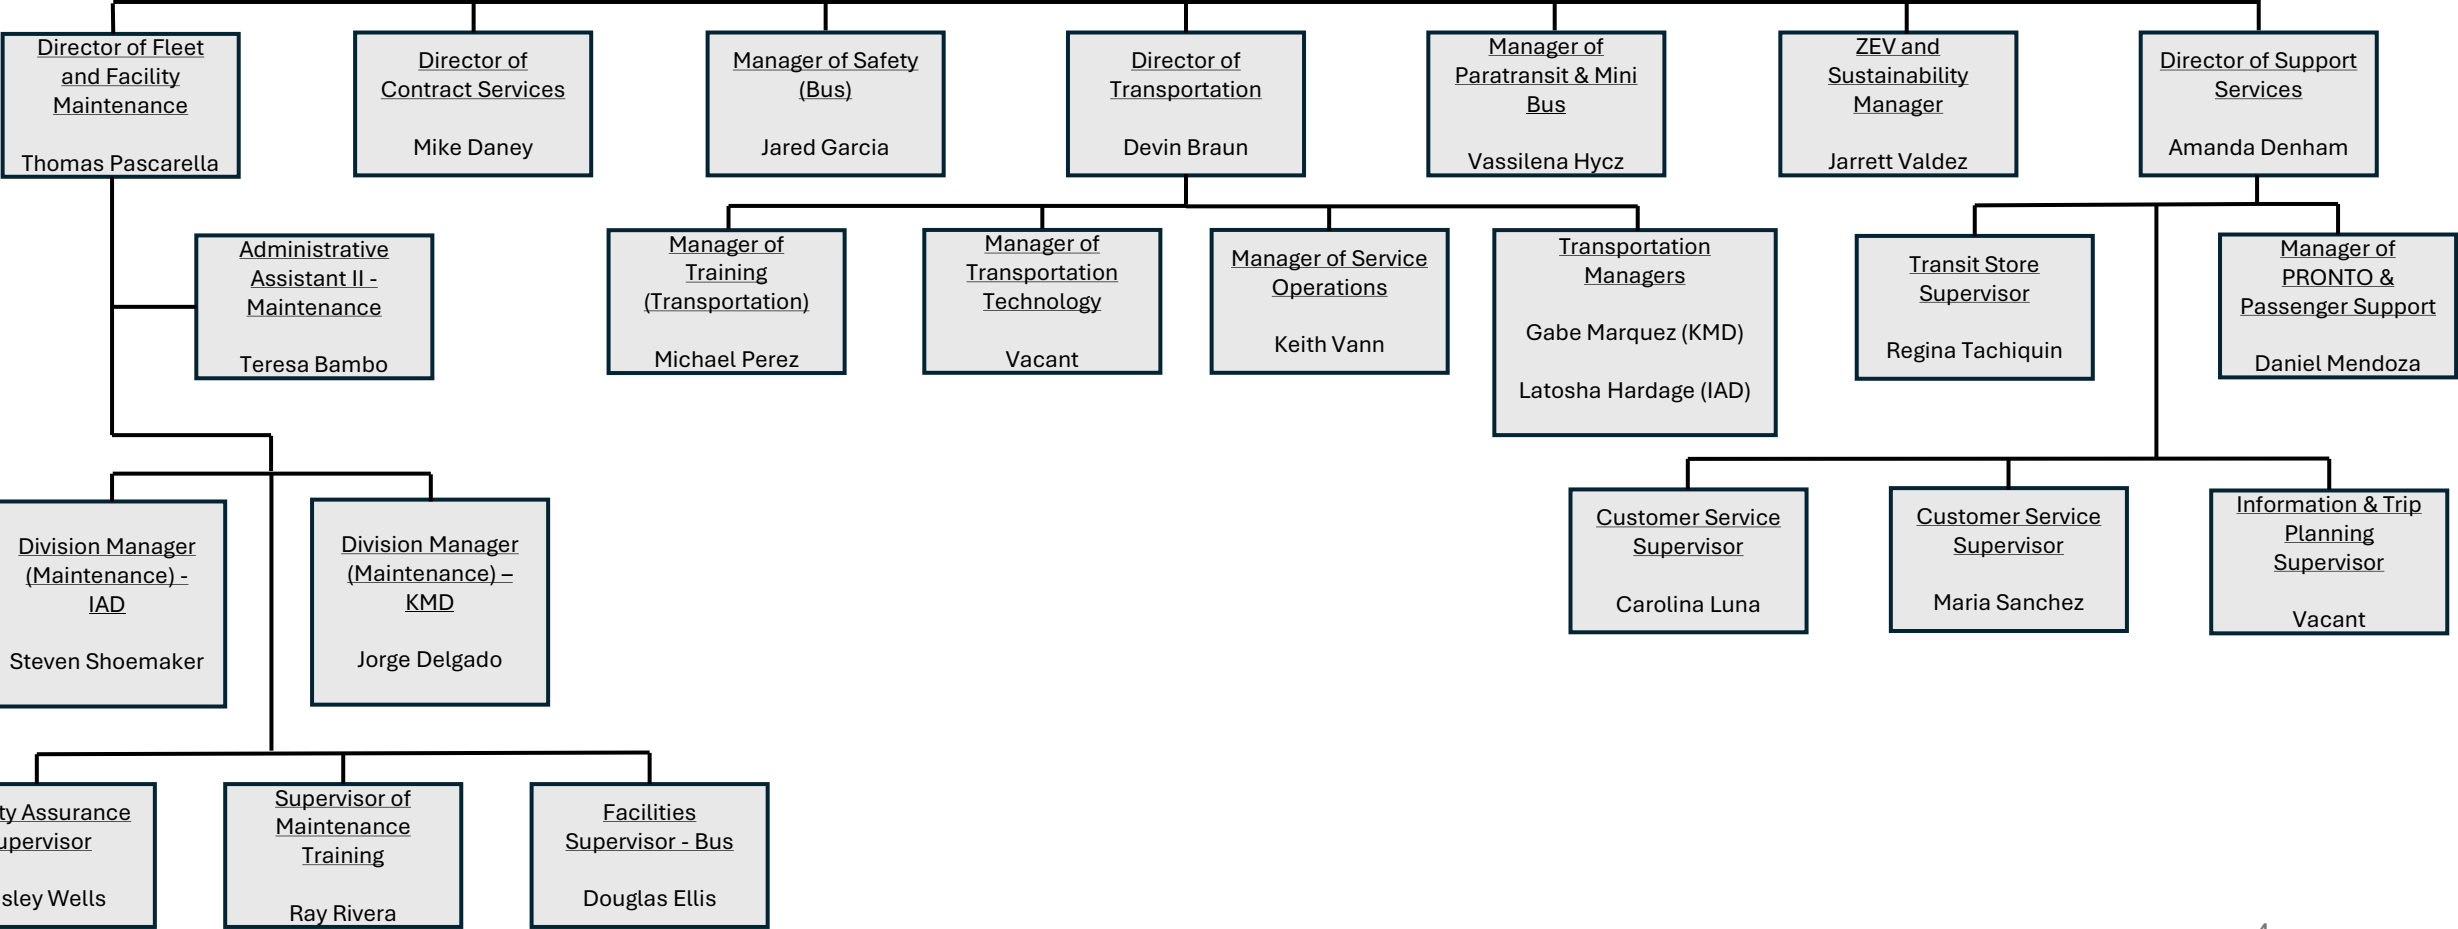 Director of Fleet
and Facility
Maintenance
Thomas Pascarella
Director of
Contract Services
Mike Daney
Manager of Safety
(Bus)
Jared Garcia
Director of
Transportation
Devin Braun
Manager of
Paratransit & Mini
Bus
Vassilena Hycz
ZEV and
Sustainability
Manager
Jarrett Valdez
Director of Support
Services
Amanda Denham
Administrative
Assistant II -
Maintenance
Teresa Bambo
Manager of
Training
(Transportation)
Michael Perez
Manager of
Transportation
Technology
Vacant
Manager of Service
Operations
Keith Vann
Transportation
Managers
Gabe Marquez (KMD)
Latosha Hardage (IAD)
Transit Store
Supervisor
Regina Tachiquin
Manager of
PRONTO &
Passenger Support
Daniel Mendoza
Division Manager
(Maintenance) -
IAD
Steven Shoemaker
Division Manager
(Maintenance) –
KMD
Jorge Delgado
Customer Service
Supervisor
Carolina Luna
Customer Service
Supervisor
Maria Sanchez
Information & Trip
Planning
Supervisor
Vacant
Assurance
Wells
Supervisor of
Maintenance
Training
Ray Rivera
Facilities
Supervisor - Bus
Douglas Ellis